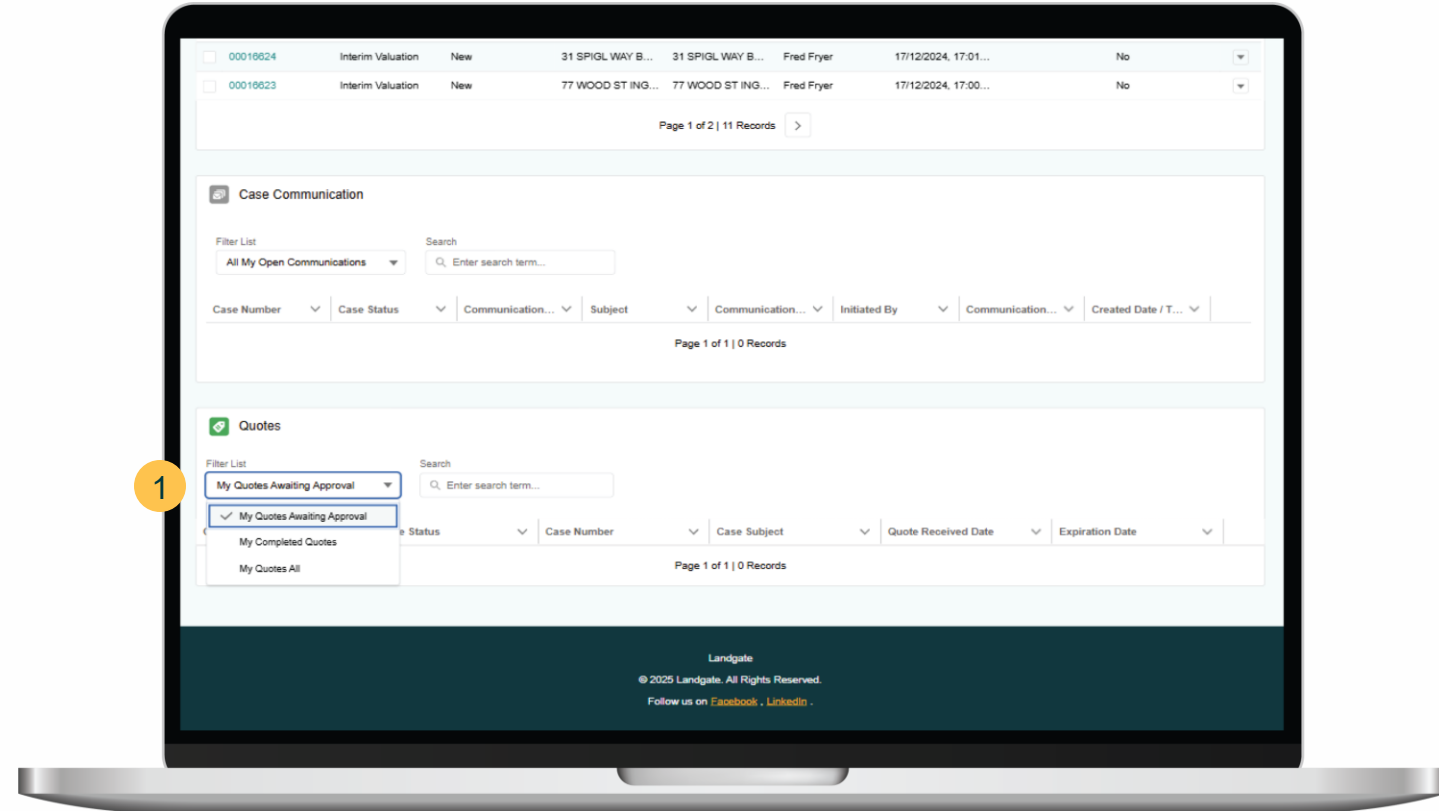 00016624 Interim Valuation New 31 SPIGL WAY B... 31 SPIGL WAY B... Fred Fryer 17/12/2024, 17:01... No
00016623 Interim Valuation New 77 WOOD ST ING... 77 WOOD ST ING... Fred Fryer 17/12/2024, 17:00... No
Page 1 of 2 | 11 Records
Case Communication
Filter List Search
All My Open Communications Enter search term...
Case Number Case Status Communication... Subject Communication... Initiated By Communication... Created Date / T...
Page 1 of 1 | 0 Records
Quotes
Filter List Search
1 My Quotes Awaiting Approval Enter search term...
My Quotes Awaiting Approval
e Status Case Number Case Subject Quote Received Date Expiration Date
My Completed Quotes
Page 1 of 1 | 0 Records
My Quotes All
Landgate
© 2025 Landgate. All Rights Reserved.
Follow us on Facebook , LinkedIn .